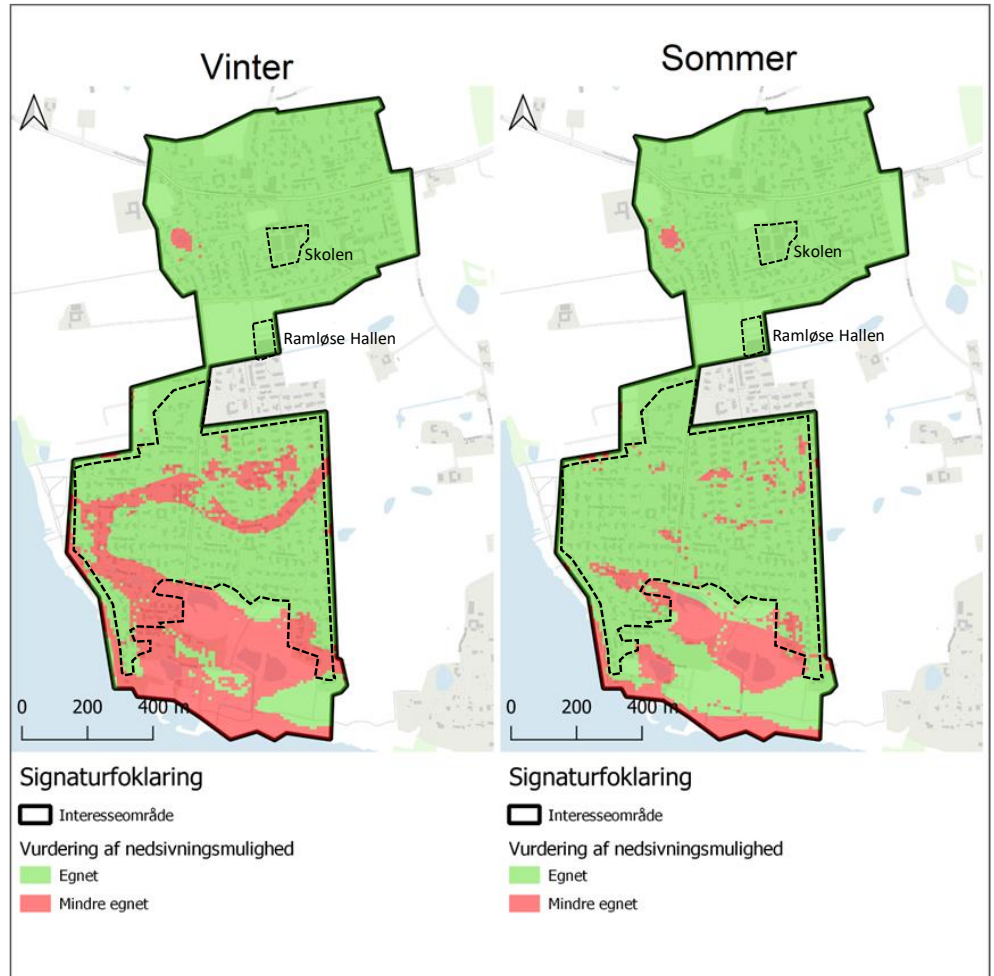 Vinter
Skolen
Ramløse Hallen
0 200 400 m
Signaturfoklaring
Interesseområde
Vurdering af nedsivningsmulighed
Egnet
Mindre egnet
Sommer
Skolen
Ramløse Hallen
0 200 400 m
Signaturfoklaring
Interesseområde
Vurdering af nedsivningsmulighed
Egnet
Mindre egnet